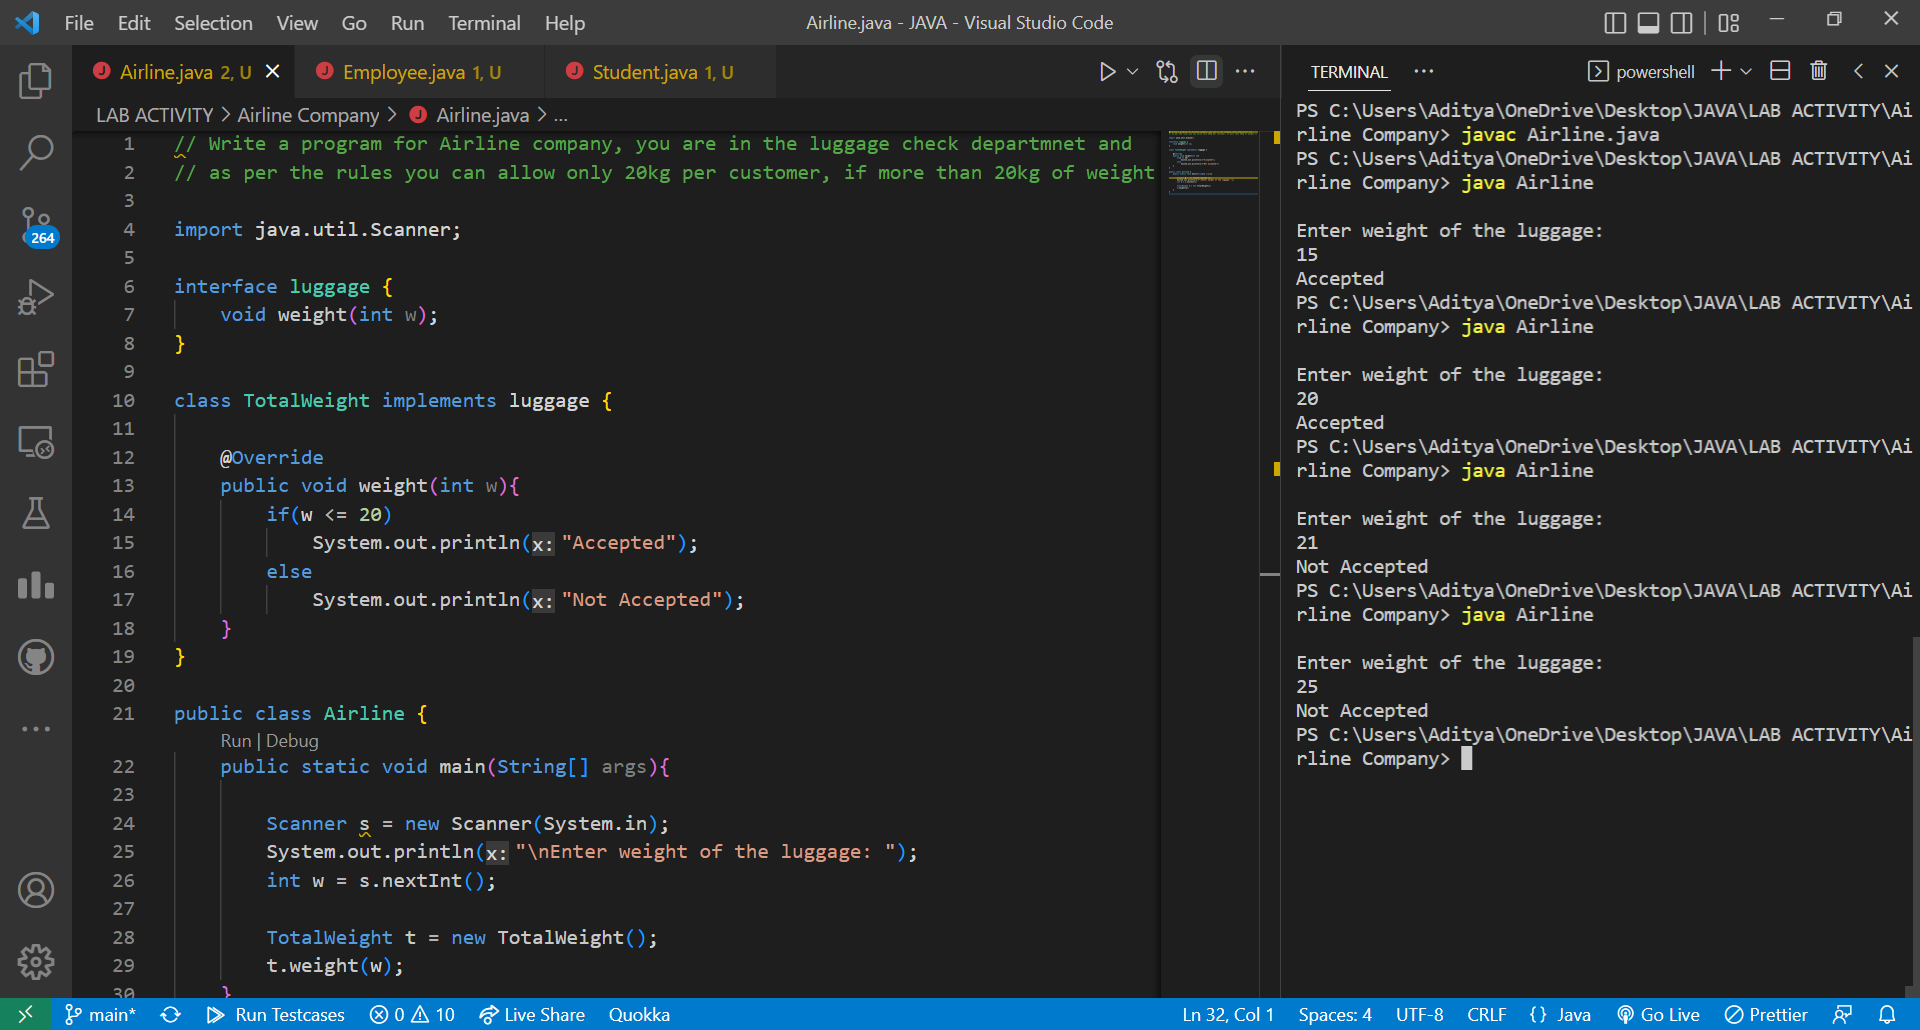 File Edit Selection View Go Run Terminal Help
Airline.java - JAVA - Visual Studio Code
Airline.java 2, U
Employee.java 1, U
Student.java 1, U
LAB ACTIVITY > Airline Company > Airline.java > ...
264
1 // Write a program for Airline company, you are in the luggage check departmnet and
2 // as per the rules you can allow only 20kg per customer, if more than 20kg of weight
3
4 import java.util.Scanner;
5
6 interface luggage {
7 void weight(int w);
8 }
9
10 class TotalWeight implements luggage {
11
12 @Override
13 public void weight(int w){
14 if(w <= 20)
15 System.out.println(x: "Accepted");
16 else
17 System.out.println(x: "Not Accepted");
18 }
19 }
20
21 public class Airline {
Run | Debug
22 public static void main(String[] args){
23
24 Scanner s = new Scanner(System.in);
25 System.out.println(x: "\nEnter weight of the luggage: ");
26 int w = s.nextInt();
27
28 TotalWeight t = new TotalWeight();
29 t.weight(w);
30 }
TERMINAL ... powershell
PS C:\Users\Aditya\OneDrive\Desktop\JAVA\LAB ACTIVITY\Ai
rline Company> javac Airline.java
PS C:\Users\Aditya\OneDrive\Desktop\JAVA\LAB ACTIVITY\Ai
rline Company> java Airline
Enter weight of the luggage:
15
Accepted
PS C:\Users\Aditya\OneDrive\Desktop\JAVA\LAB ACTIVITY\Ai
rline Company> java Airline
Enter weight of the luggage:
20
Accepted
PS C:\Users\Aditya\OneDrive\Desktop\JAVA\LAB ACTIVITY\Ai
rline Company> java Airline
Enter weight of the luggage:
21
Not Accepted
PS C:\Users\Aditya\OneDrive\Desktop\JAVA\LAB ACTIVITY\Ai
rline Company> java Airline
Enter weight of the luggage:
25
Not Accepted
PS C:\Users\Aditya\OneDrive\Desktop\JAVA\LAB ACTIVITY\Ai
rline Company>
main* Run Testcases 0 10 Live Share Quokka Ln 32, Col 1 Spaces: 4 UTF-8 CRLF {} Java Go Live Prettier